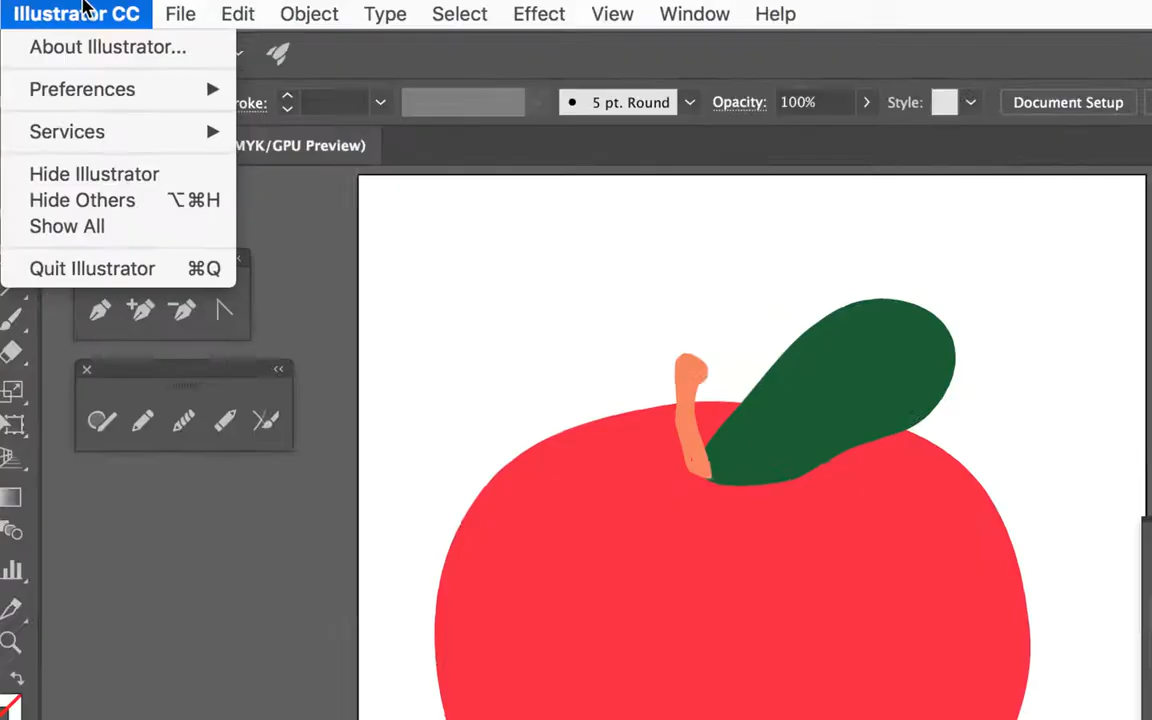 Illustrator CC File Edit Object Type Select Effect View Window Help
About Illustrator...
Preferences
Services
Hide Illustrator
Hide Others ⌥⌘H
Show All
Quit Illustrator ⌘Q
oke: 5 pt. Round Opacity: 100% Style: Document Setup
MYK/GPU Preview)